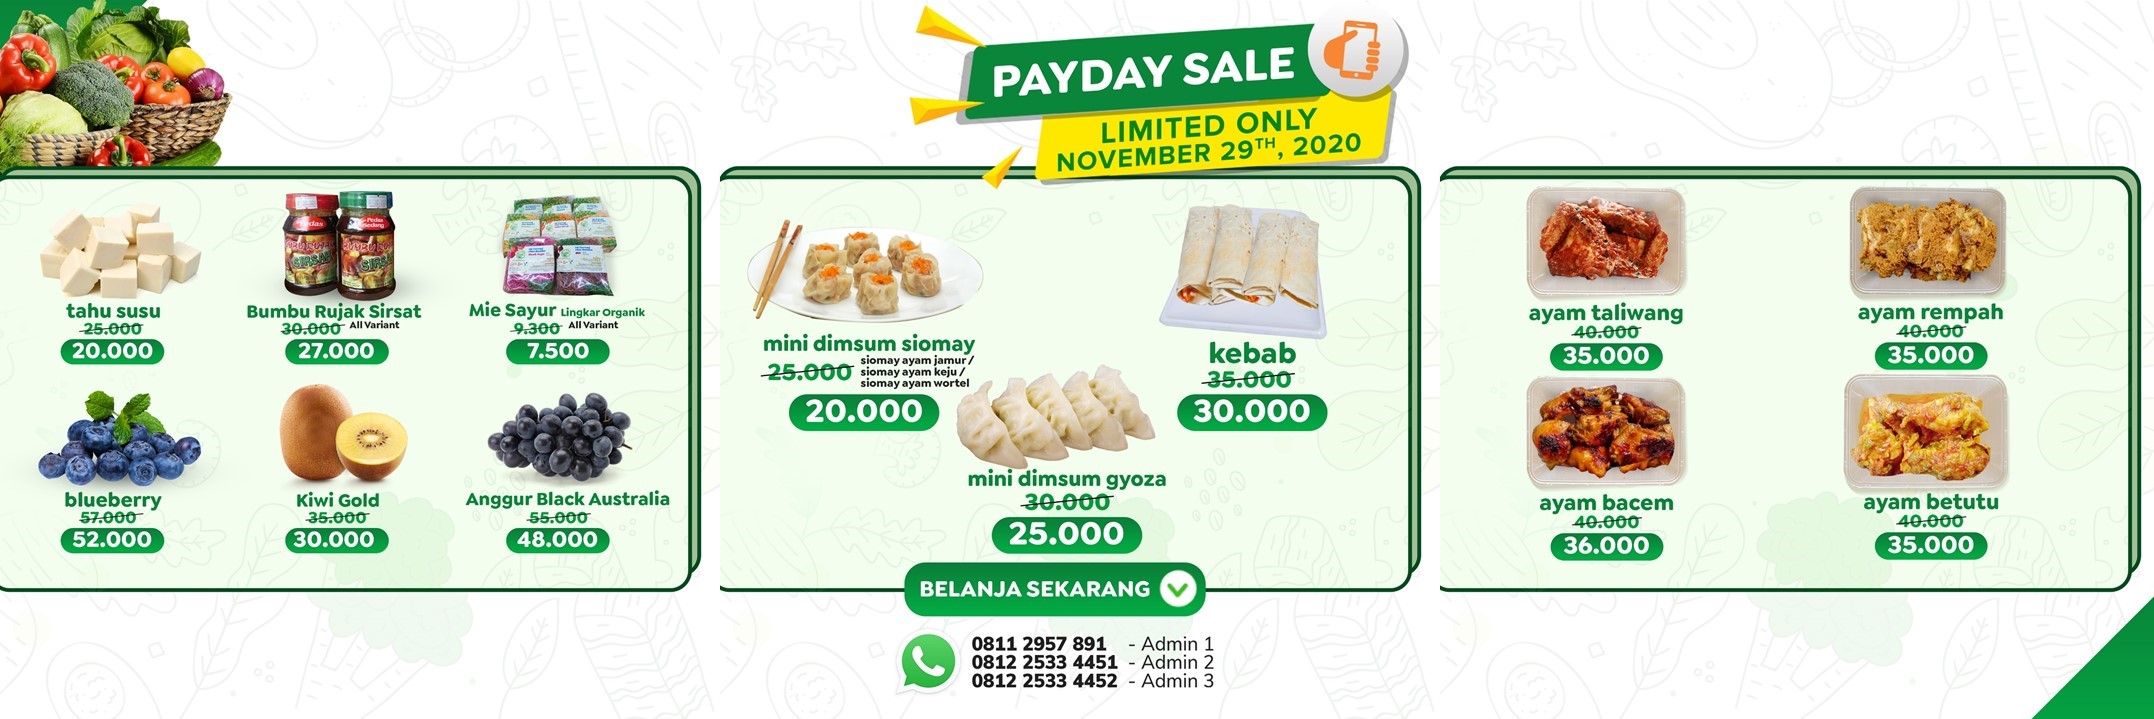 PAYDAY SALE
LIMITED ONLY
NOVEMBER 29TH, 2020
tahu susu
25.000
20.000
Pedas
Pedas
Sedang
SIRSAK
Bumbu Rujak Sirsat
30.000 All Variant
27.000
Mie Sayur Lingkar Organik
9.300 All Variant
7.500
blueberry
57.000
52.000
Kiwi Gold
35.000
30.000
Anggur Black Australia
55.000
48.000
mini dimsum siomay
25.000
siomay ayam jamur /
siomay ayam keju /
siomay ayam wortel
20.000
kebab
35.000
30.000
mini dimsum gyoza
30.000
25.000
ayam taliwang
40.000
35.000
ayam rempah
40.000
35.000
ayam bacem
40.000
36.000
ayam betutu
40.000
35.000
BELANJA SEKARANG
0811 2957 891 - Admin 1
0812 2533 4451 - Admin 2
0812 2533 4452 - Admin 3